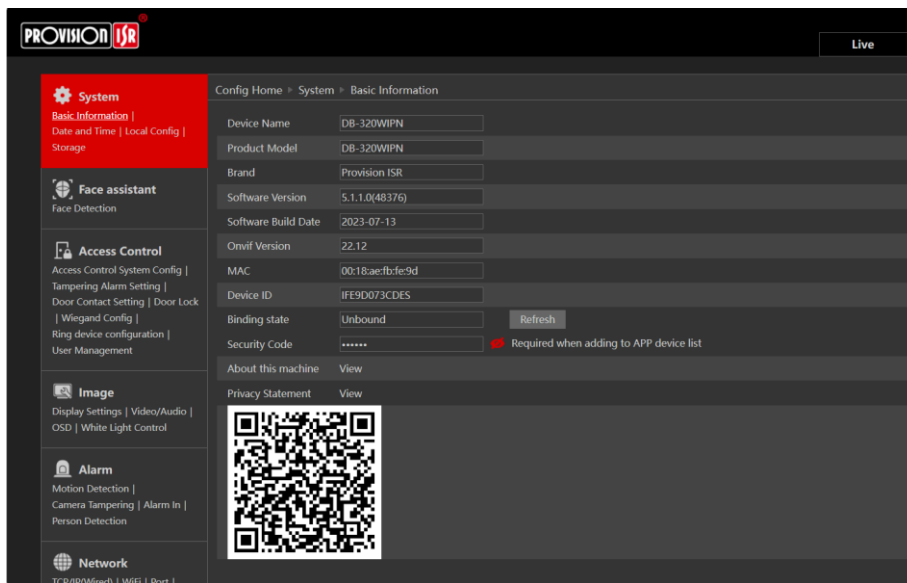 PROVISION ISR
Live
System
Basic Information |
Date and Time | Local Config |
Storage
Face assistant
Face Detection
Access Control
Access Control System Config |
Tampering Alarm Setting |
Door Contact Setting | Door Lock
| Wiegand Config |
Ring device configuration |
User Management
Image
Display Settings | Video/Audio |
OSD | White Light Control
Alarm
Motion Detection |
Camera Tampering | Alarm In |
Person Detection
Network
TCP/IP(Wired) | WiFi | Port |
Config Home ▸ System ▸ Basic Information
Device Name DB-320WIPN
Product Model DB-320WIPN
Brand Provision ISR
Software Version 5.1.1.0(48376)
Software Build Date 2023-07-13
Onvif Version 22.12
MAC 00:18:ae:fb:fe:9d
Device ID IFE9D073CDES
Binding state Unbound Refresh
Security Code •••••• Required when adding to APP device list
About this machine View
Privacy Statement View